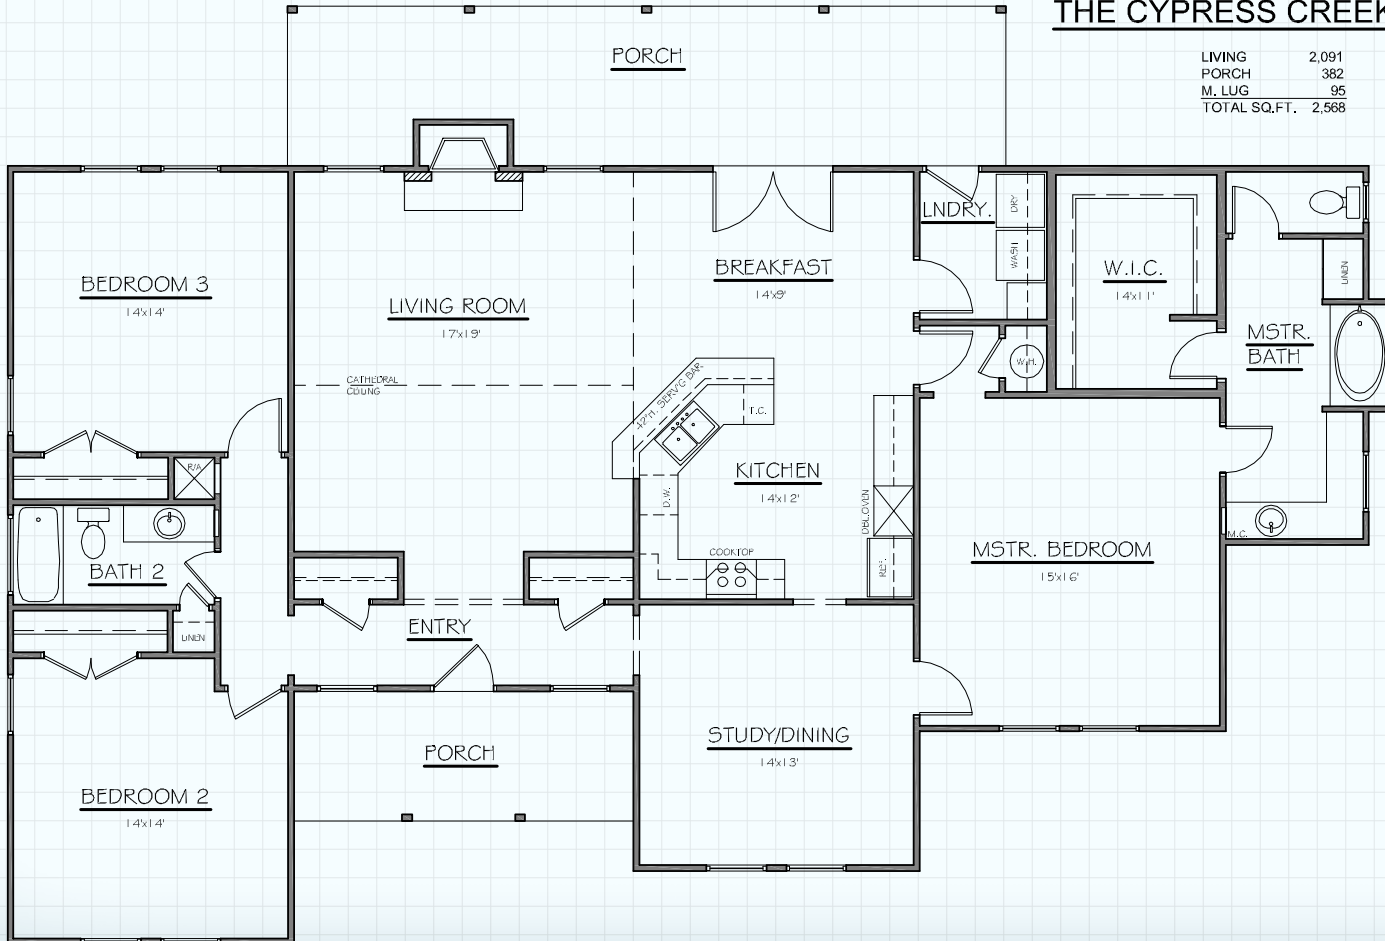 THE CYPRESS CREEK
LIVING 2,091
PORCH 382
M. LUG 95
TOTAL SQ.FT. 2,568
PORCH
LNDRY.
DRY
WASH
BEDROOM 3
14'x14'
LIVING ROOM
17'x19'
BREAKFAST
14'x9'
W.I.C.
14'x11'
LINEN
MSTR.
BATH
W.H.
CATHEDRAL
CEILING
42"H. SERV'G BAR
T.C.
R/A
KITCHEN
14'x12'
D.W.
DBL.OVEN
REF.
COOKTOP
M.C.
MSTR. BEDROOM
15'x16'
BATH 2
LINEN
ENTRY
STUDY/DINING
14'x13'
PORCH
BEDROOM 2
14'x14'